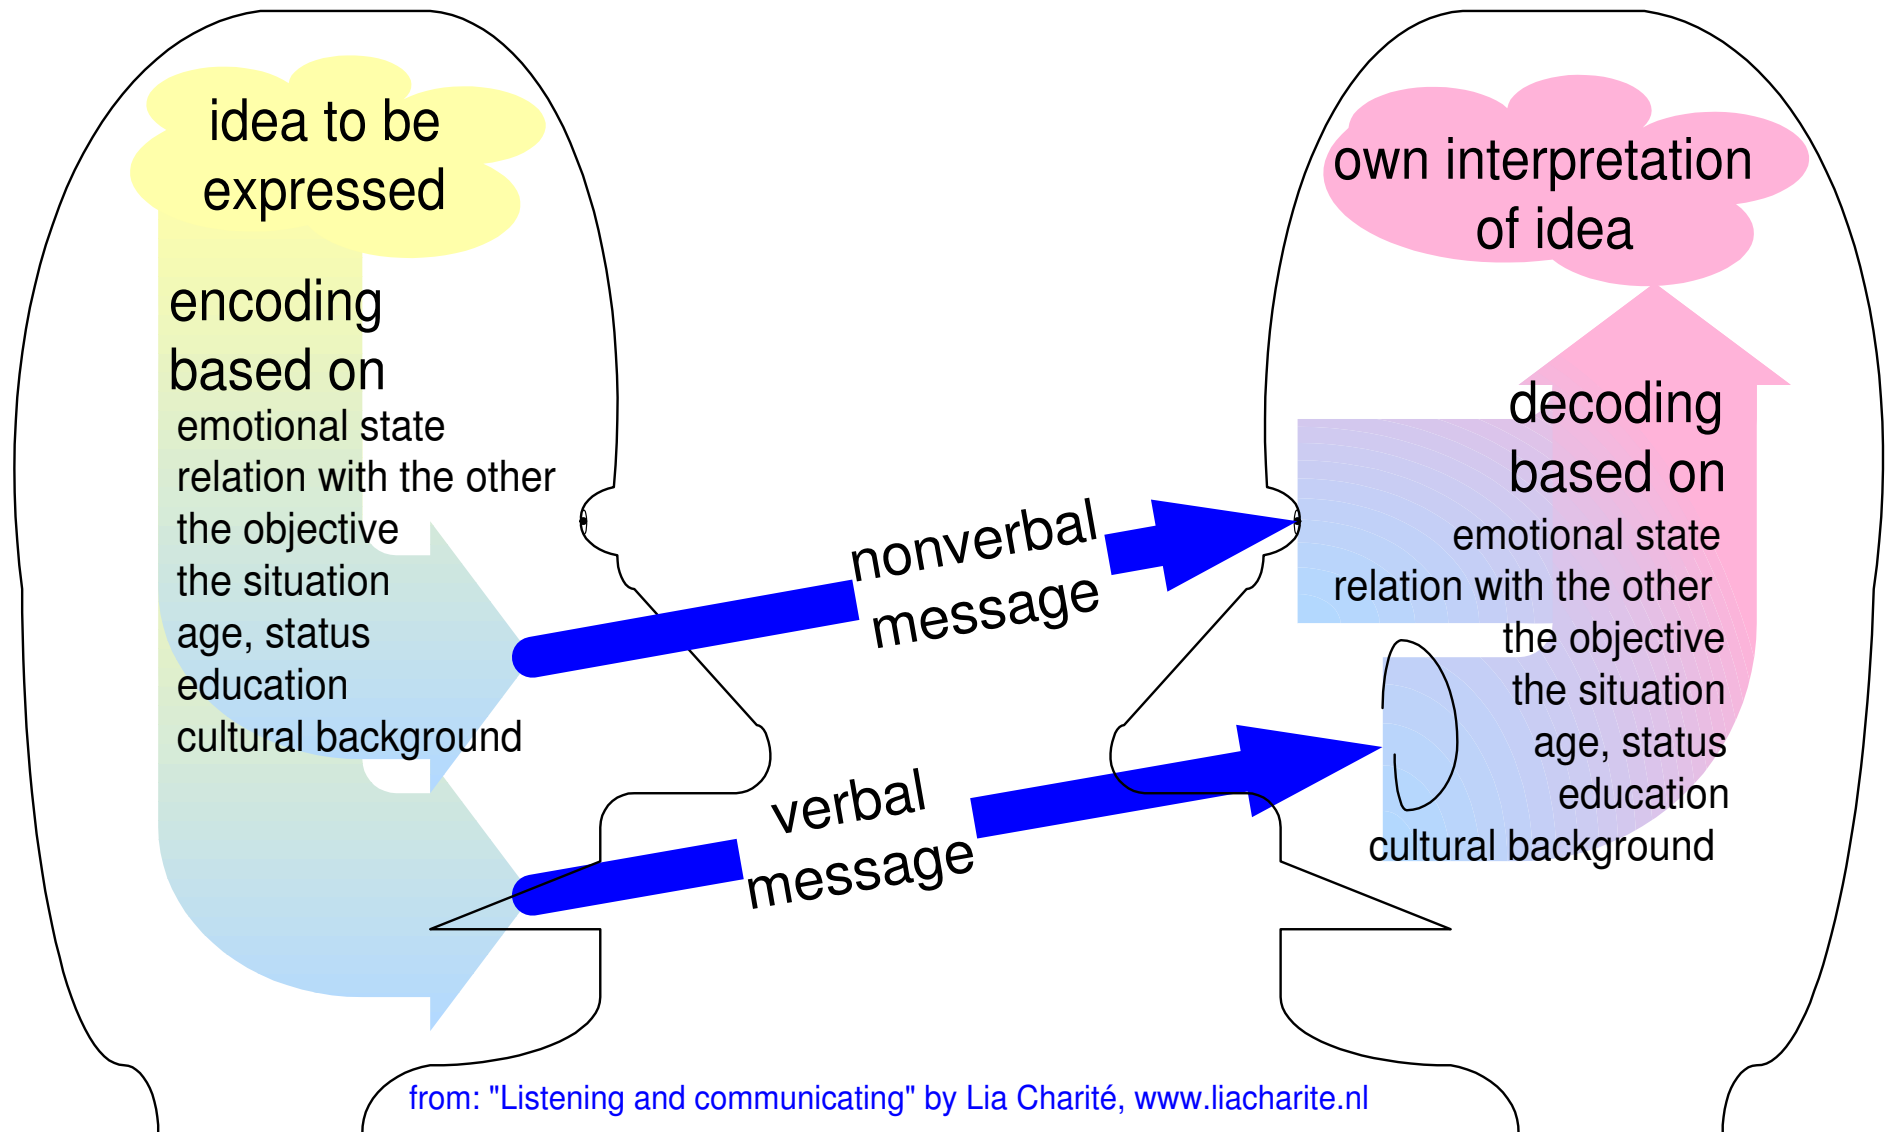 idea to be
expressed
encoding
based on
emotional state
relation with the other
the objective
the situation
age, status
education
cultural background
nonverbal
message
verbal
message
own interpretation
of idea
decoding
based on
emotional state
relation with the other
the objective
the situation
age, status
education
cultural background
from: "Listening and communicating" by Lia Charité, www.liacharite.nl